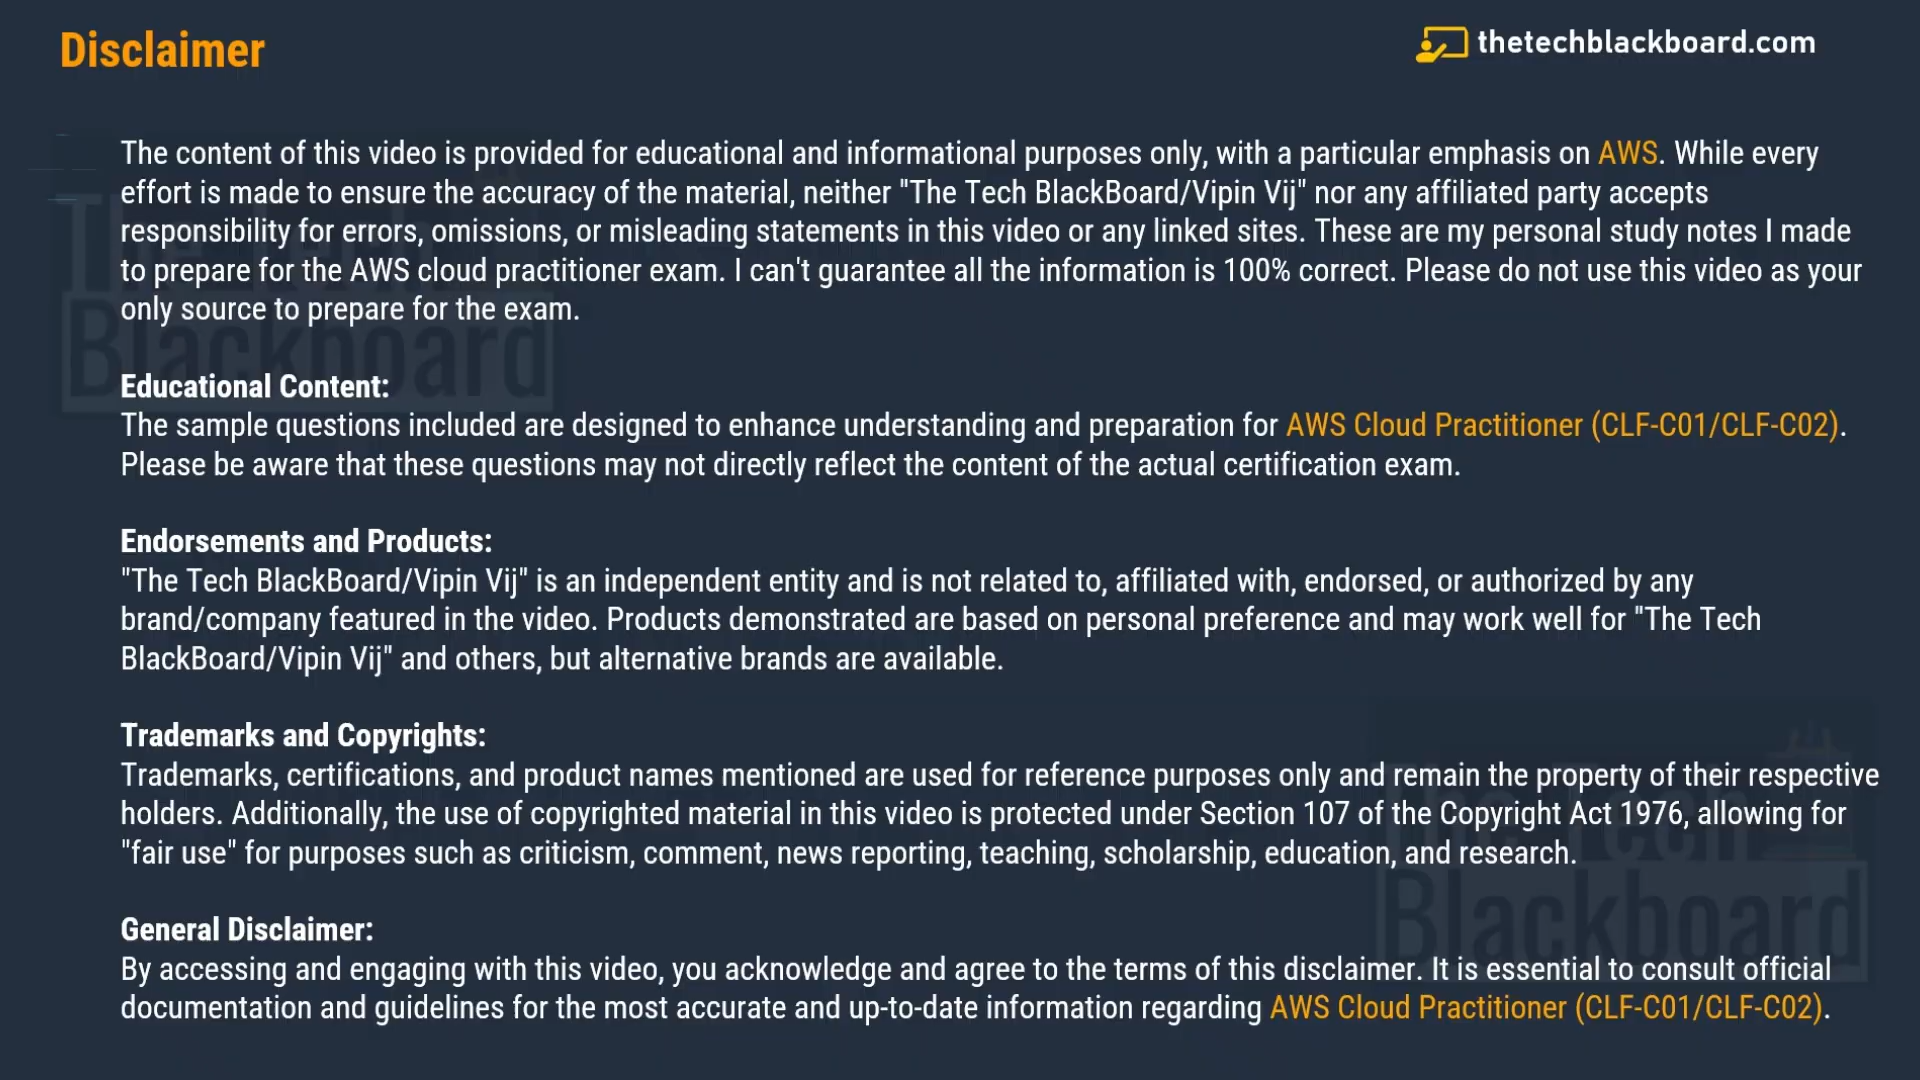 Disclaimer
thetechblackboard.com
The content of this video is provided for educational and informational purposes only, with a particular emphasis on AWS. While every
effort is made to ensure the accuracy of the material, neither "The Tech BlackBoard/Vipin Vij" nor any affiliated party accepts
responsibility for errors, omissions, or misleading statements in this video or any linked sites. These are my personal study notes I made
to prepare for the AWS cloud practitioner exam. I can't guarantee all the information is 100% correct. Please do not use this video as your
only source to prepare for the exam.
Educational Content:
The sample questions included are designed to enhance understanding and preparation for AWS Cloud Practitioner (CLF-C01/CLF-C02).
Please be aware that these questions may not directly reflect the content of the actual certification exam.
Endorsements and Products:
"The Tech BlackBoard/Vipin Vij" is an independent entity and is not related to, affiliated with, endorsed, or authorized by any
brand/company featured in the video. Products demonstrated are based on personal preference and may work well for "The Tech
BlackBoard/Vipin Vij" and others, but alternative brands are available.
Trademarks and Copyrights:
Trademarks, certifications, and product names mentioned are used for reference purposes only and remain the property of their respective
holders. Additionally, the use of copyrighted material in this video is protected under Section 107 of the Copyright Act 1976, allowing for
"fair use" for purposes such as criticism, comment, news reporting, teaching, scholarship, education, and research.
General Disclaimer:
By accessing and engaging with this video, you acknowledge and agree to the terms of this disclaimer. It is essential to consult official
documentation and guidelines for the most accurate and up-to-date information regarding AWS Cloud Practitioner (CLF-C01/CLF-C02).
The Tech
Blackboard
The Tech
Blackboard